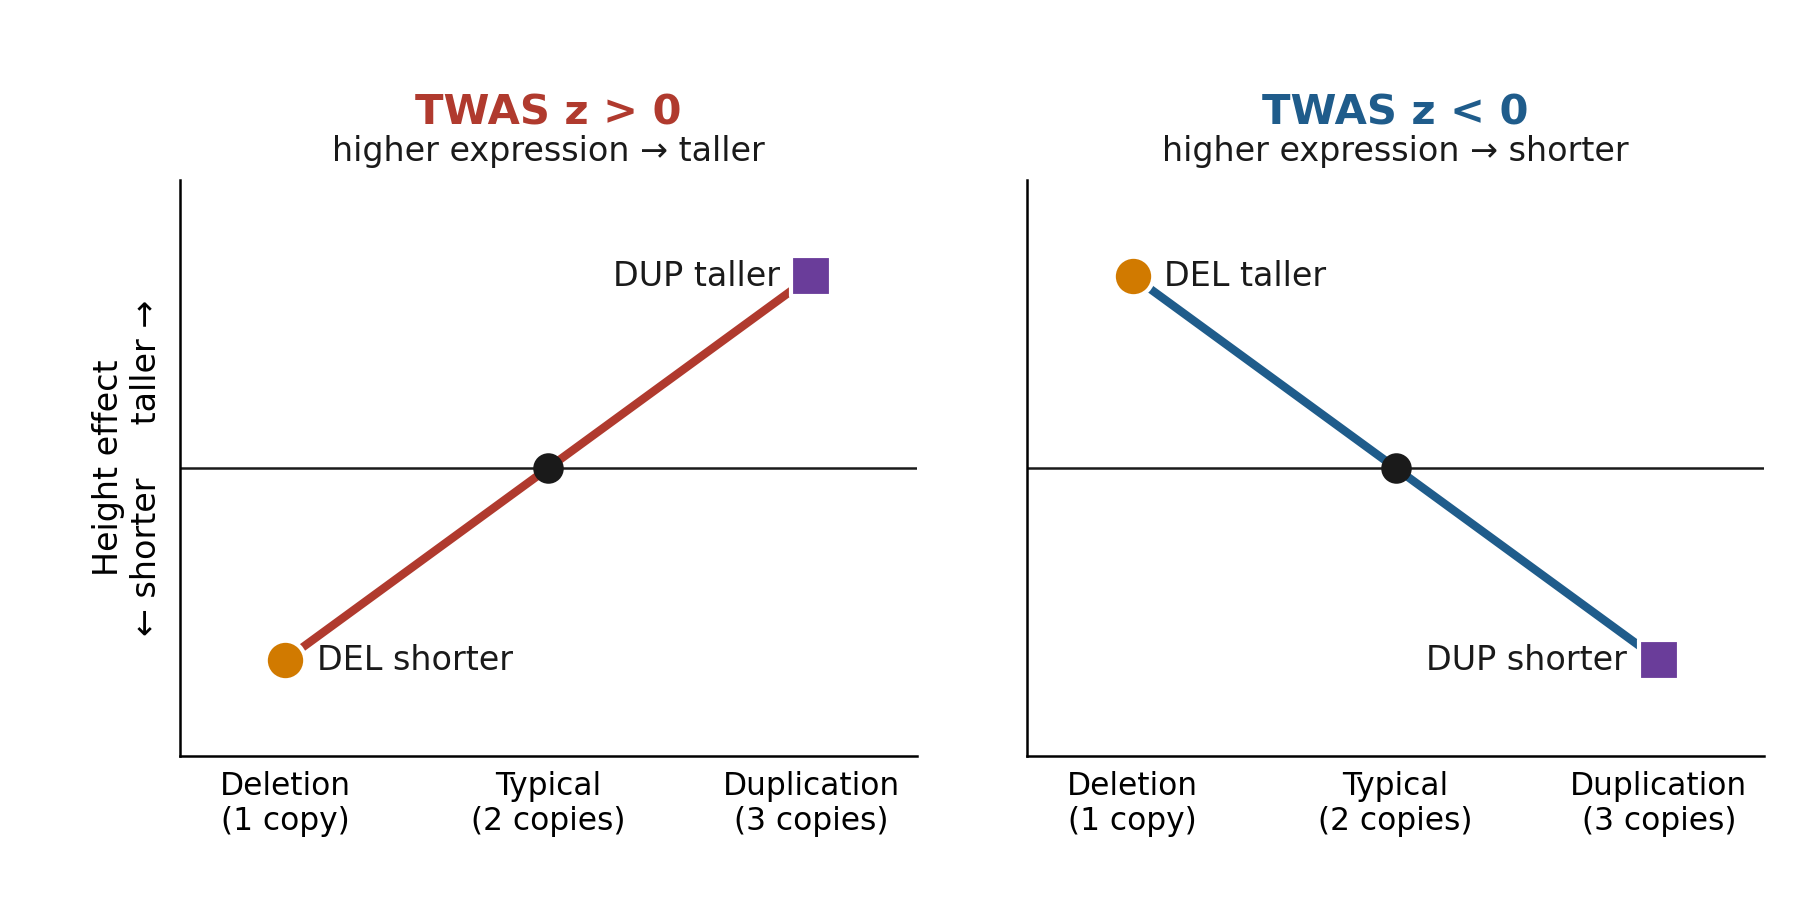 TWAS z > 0
higher expression → taller
Height effect
← shorter    taller →
DUP taller
DEL shorter
Deletion
(1 copy)
Typical
(2 copies)
Duplication
(3 copies)
TWAS z < 0
higher expression → shorter
DEL taller
DUP shorter
Deletion
(1 copy)
Typical
(2 copies)
Duplication
(3 copies)